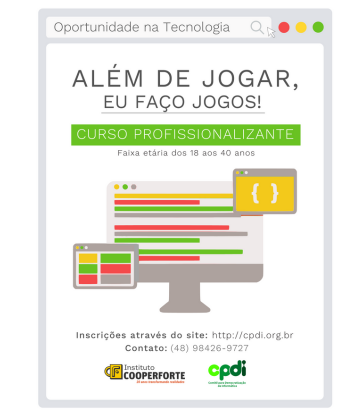 Oportunidade na Tecnologia
ALÉM DE JOGAR,
EU FAÇO JOGOS!
CURSO PROFISSIONALIZANTE
Faixa etária dos 18 aos 40 anos
{ }
Inscrições através do site: http://cpdi.org.br
Contato: (48) 98426-9727
Instituto
COOPERFORTE
cpdi